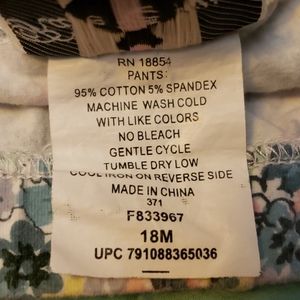 RN 18854
PANTS:
95% COTTON 5% SPANDEX
MACHINE WASH COLD
WITH LIKE COLORS
NO BLEACH
GENTLE CYCLE
TUMBLE DRY LOW
COOL IRON ON REVERSE SIDE
MADE IN CHINA
371
F833967
18M
UPC 791088365036